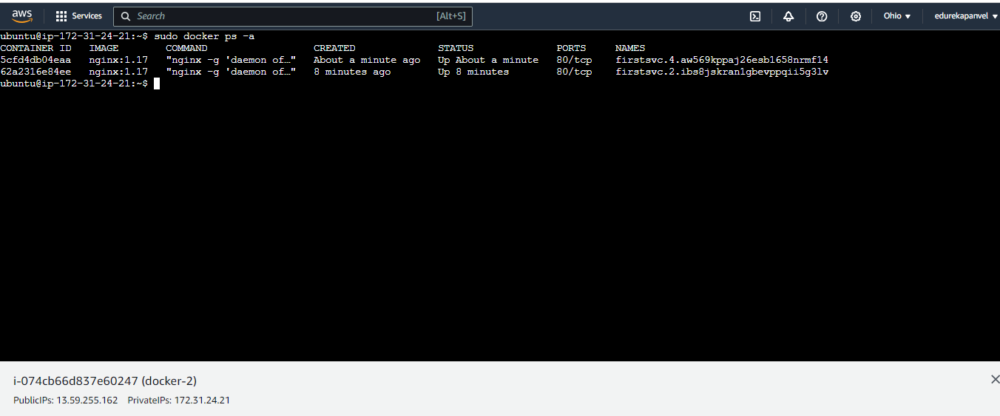 aws Services Search [Alt+S] Ohio edurekapanvel
ubuntu@ip-172-31-24-21:~$ sudo docker ps -a
CONTAINER ID IMAGE COMMAND CREATED STATUS PORTS NAMES
5cfd4db04eaa nginx:1.17 "nginx -g 'daemon of…" About a minute ago Up About a minute 80/tcp firstsvc.4.aw569kppaj26esb1658nrmf14
62a2316e84ee nginx:1.17 "nginx -g 'daemon of…" 8 minutes ago Up 8 minutes 80/tcp firstsvc.2.ibs8jskran1gbevppqii5g3lv
ubuntu@ip-172-31-24-21:~$
i-074cb66d837e60247 (docker-2)
PublicIPs: 13.59.255.162 PrivateIPs: 172.31.24.21